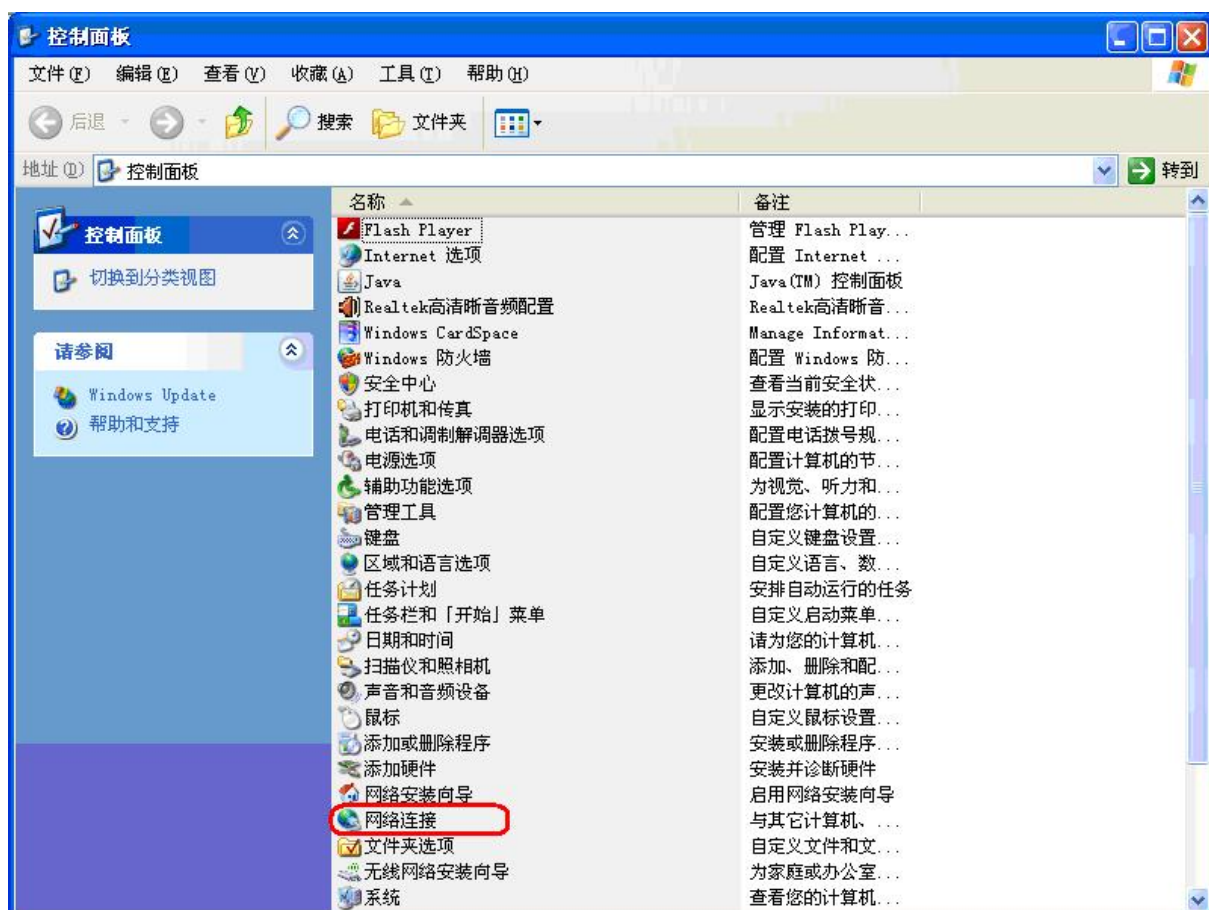 控制面板
文件(F) 编辑(E) 查看(V) 收藏(A) 工具(T) 帮助(H)
后退 搜索 文件夹
地址(D) 控制面板 转到
控制面板
切换到分类视图
请参阅
Windows Update
帮助和支持
名称 备注
Flash Player 管理 Flash Play...
Internet 选项 配置 Internet ...
Java Java(TM) 控制面板
Realtek高清晰音频配置 Realtek高清晰音...
Windows CardSpace Manage Informat...
Windows 防火墙 配置 Windows 防...
安全中心 查看当前安全状...
打印机和传真 显示安装的打印...
电话和调制解调器选项 配置电话拨号规...
电源选项 配置计算机的节...
辅助功能选项 为视觉、听力和...
管理工具 配置您计算机的...
键盘 自定义键盘设置...
区域和语言选项 自定义语言、数...
任务计划 安排自动运行的任务
任务栏和「开始」菜单 自定义启动菜单...
日期和时间 请为您的计算机...
扫描仪和照相机 添加、删除和配...
声音和音频设备 更改计算机的声...
鼠标 自定义鼠标设置...
添加或删除程序 安装或删除程序...
添加硬件 安装并诊断硬件
网络安装向导 启用网络安装向导
网络连接 与其它计算机、...
文件夹选项 自定义文件和文...
无线网络安装向导 为家庭或办公室...
系统 查看您的计算机...